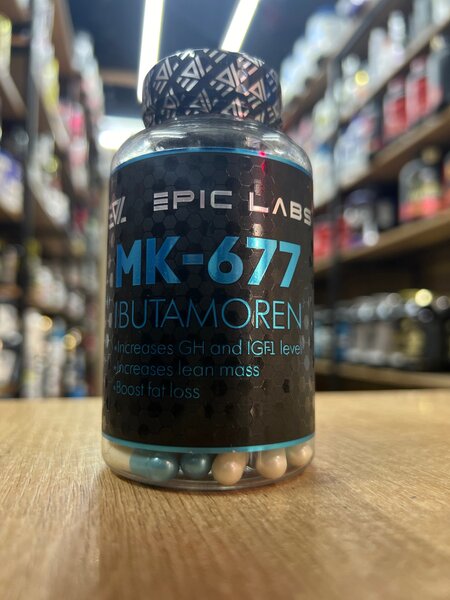 EPIC LABS
MK-677
IBUTAMOREN
•Increases GH and IGF1 level
•Increases lean mass
•Boost fat loss